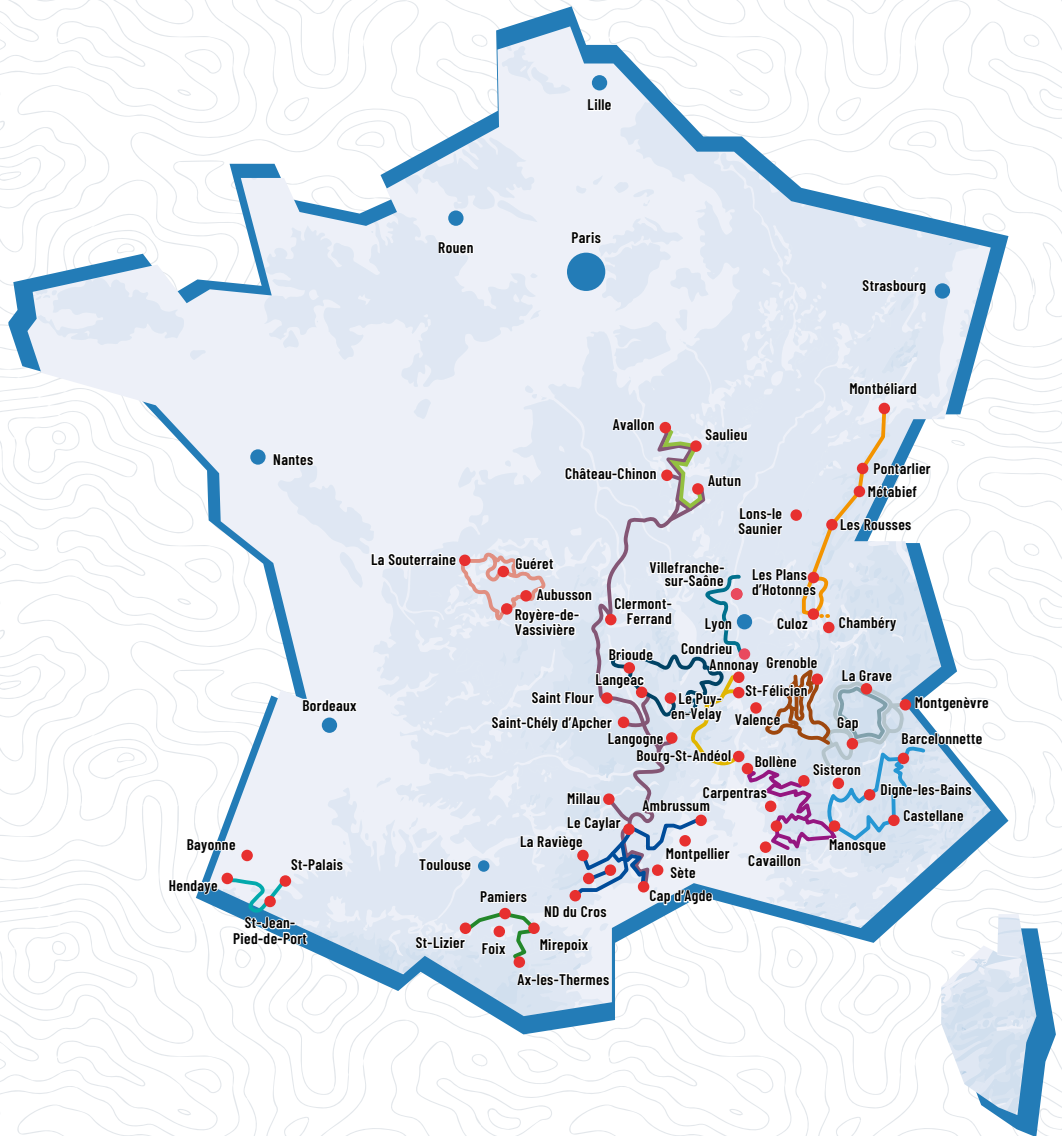 Lille
Rouen
Paris
Strasbourg
Montbéliard
Avallon
Saulieu
Nantes
Château-Chinon
Pontarlier
Autun
Métabief
Lons-le
Saunier
Les Rousses
La Souterraine
Guéret
Villefranche-
sur-Saône
Les Plans
d'Hotonnes
Aubusson
Royère-de-
Vassivière
Clermont-
Ferrand
Lyon
Culoz
Chambéry
Brioude
Condrieu
Annonay
Grenoble
Langeac
La Grave
Saint Flour
Le Puy-
en-Velay
St-Félicien
Montgenèvre
Bordeaux
Saint-Chély d'Apcher
Valence
Gap
Langogne
Barcelonnette
Bourg-St-Andéol
Bollène
Sisteron
Digne-les-Bains
Carpentras
Millau
Ambrussum
Castellane
Le Caylar
La Raviège
Montpellier
Manosque
Cavaillon
Bayonne
St-Palais
Toulouse
Sète
Hendaye
Cap d'Agde
Pamiers
ND du Cros
St-Jean-
Pied-de-Port
St-Lizier
Foix
Mirepoix
Ax-les-Thermes